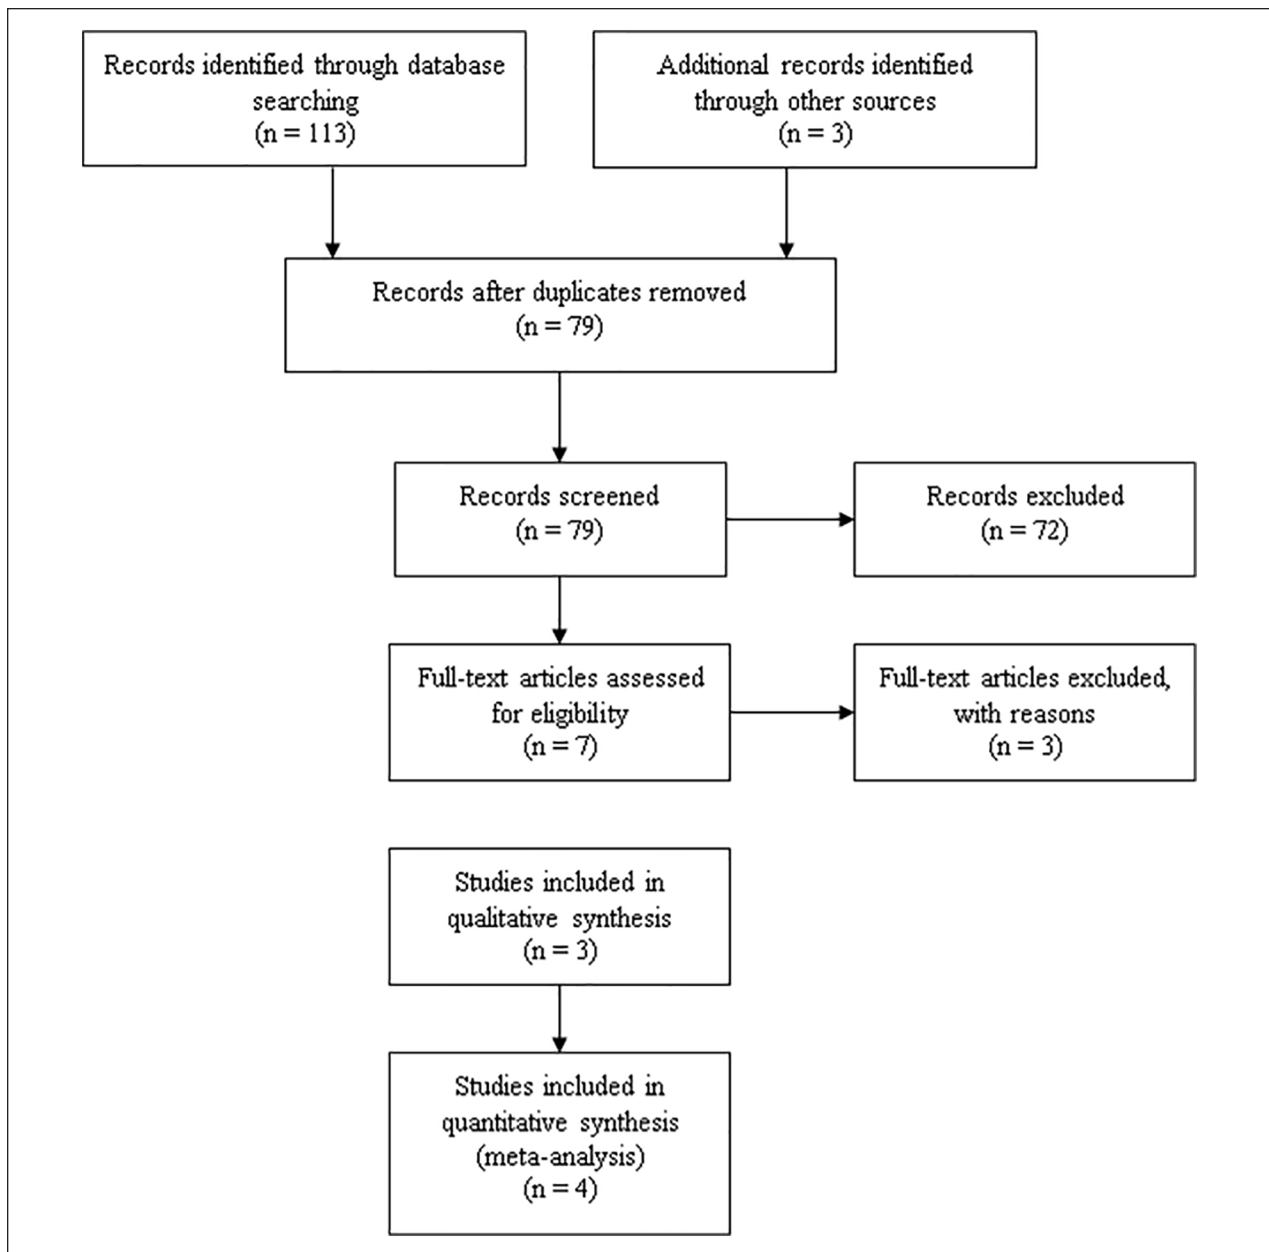 Records identified through database
searching
(n = 113)
Additional records identified
through other sources
(n = 3)
Records after duplicates removed
(n = 79)
Records screened
(n = 79)
Records excluded
(n = 72)
Full-text articles assessed
for eligibility
(n = 7)
Full-text articles excluded,
with reasons
(n = 3)
Studies included in
qualitative synthesis
(n = 3)
Studies included in
quantitative synthesis
(meta-analysis)
(n = 4)